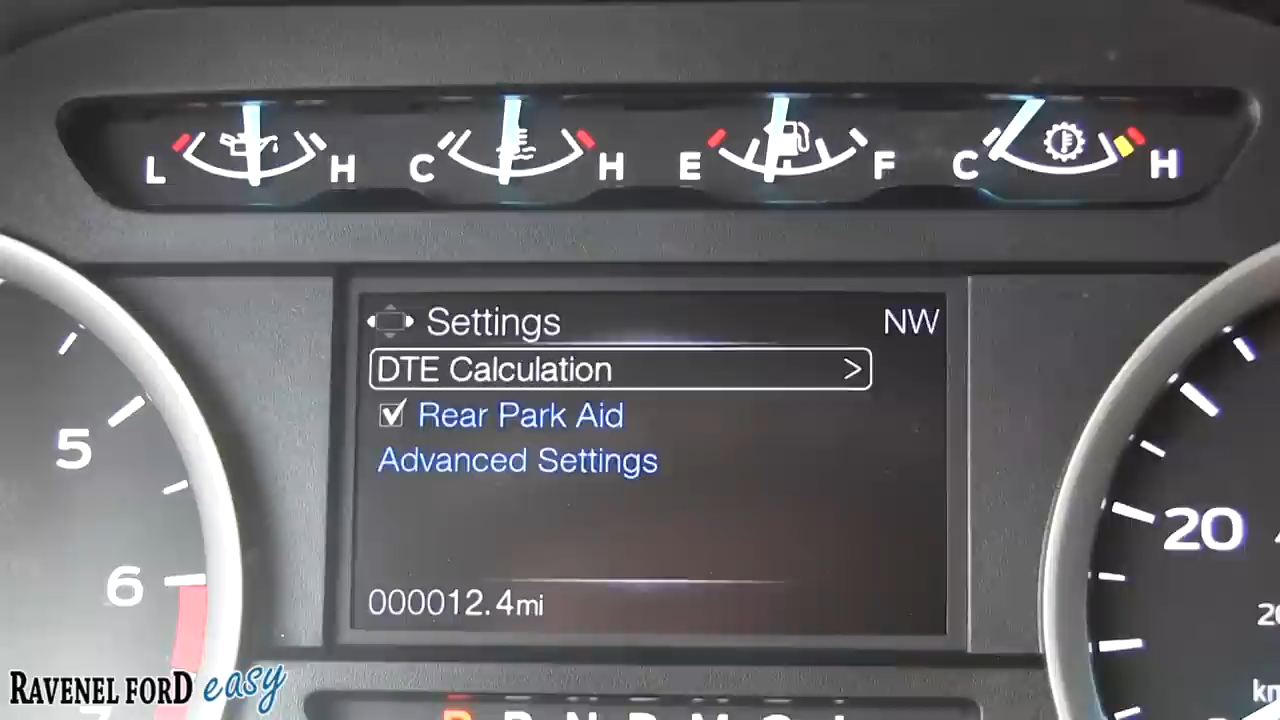 L H C H E F C H
Settings NW
DTE Calculation >
Rear Park Aid
Advanced Settings
000012.4mi
5
6
20
RAVENEL FORD easy